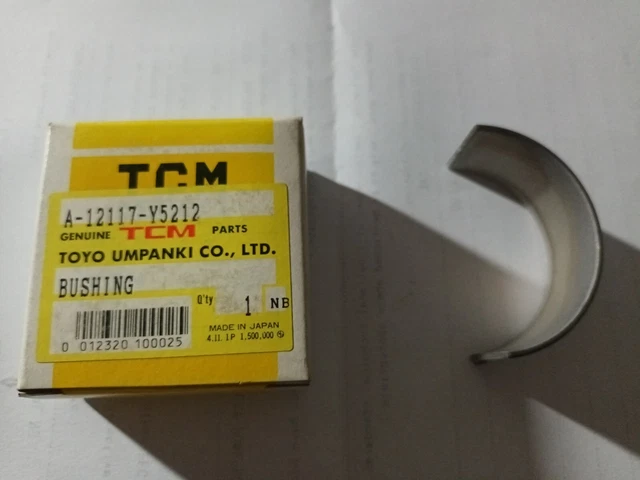 TCM
A-12117-Y5212
GENUINE TCM PARTS
TOYO UMPANKI CO., LTD.
BUSHING
Q'ty 1 NB
MADE IN JAPAN
4.11. 1P 1,500,000
0 012320 100025